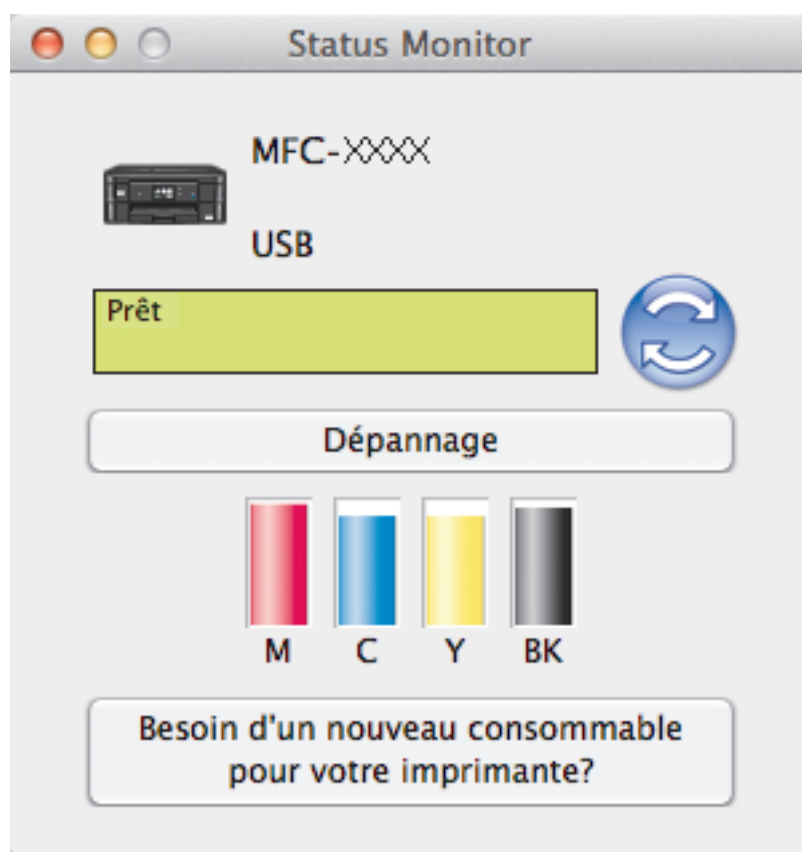 Status Monitor
MFC-XXXX
USB
Prêt
Dépannage
M C Y BK
Besoin d'un nouveau consommable
pour votre imprimante?